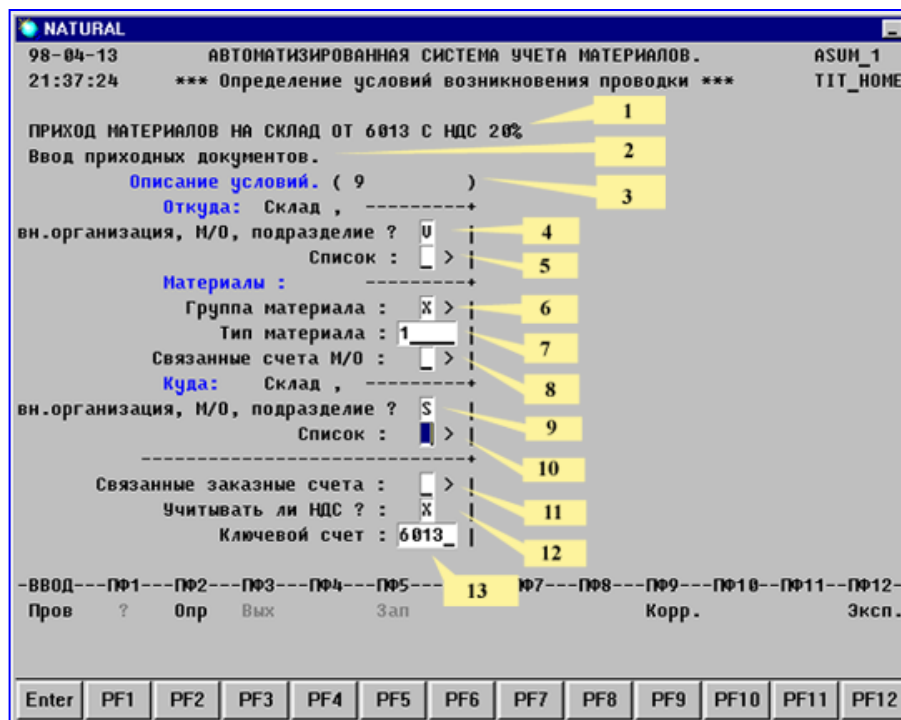 NATURAL
98-04-13 АВТОМАТИЗИРОВАННАЯ СИСТЕМА УЧЕТА МАТЕРИАЛОВ. ASUM_1
21:37:24 *** Определение условий возникновения проводки *** TIT_HOME
1
ПРИХОД МАТЕРИАЛОВ НА СКЛАД ОТ 6013 С НДС 20%
Ввод приходных документов. 2
Описание условий. ( 9 ) 3
Откуда: Склад , ---------+
вн.организация, М/О, подразделие ? V | 4
Список : _ > | 5
Материалы : ---------+
Группа материала : X > | 6
Тип материала : 1____ | 7
Связанные счета М/О : _ > | 8
Куда: Склад , ---------+
вн.организация, М/О, подразделие ? S | 9
Список : > | 10
----------------------------+
Связанные заказные счета : _ > | 11
Учитывать ли НДС ? : X | 12
Ключевой счет : 6013_ | 13
-ВВОД---ПФ1---ПФ2---ПФ3---ПФ4---ПФ5--- ПФ7---ПФ8---ПФ9---ПФ10--ПФ11--ПФ12-
Пров ? Опр Вых Зап Корр. Эксп.
Enter PF1 PF2 PF3 PF4 PF5 PF6 PF7 PF8 PF9 PF10 PF11 PF12